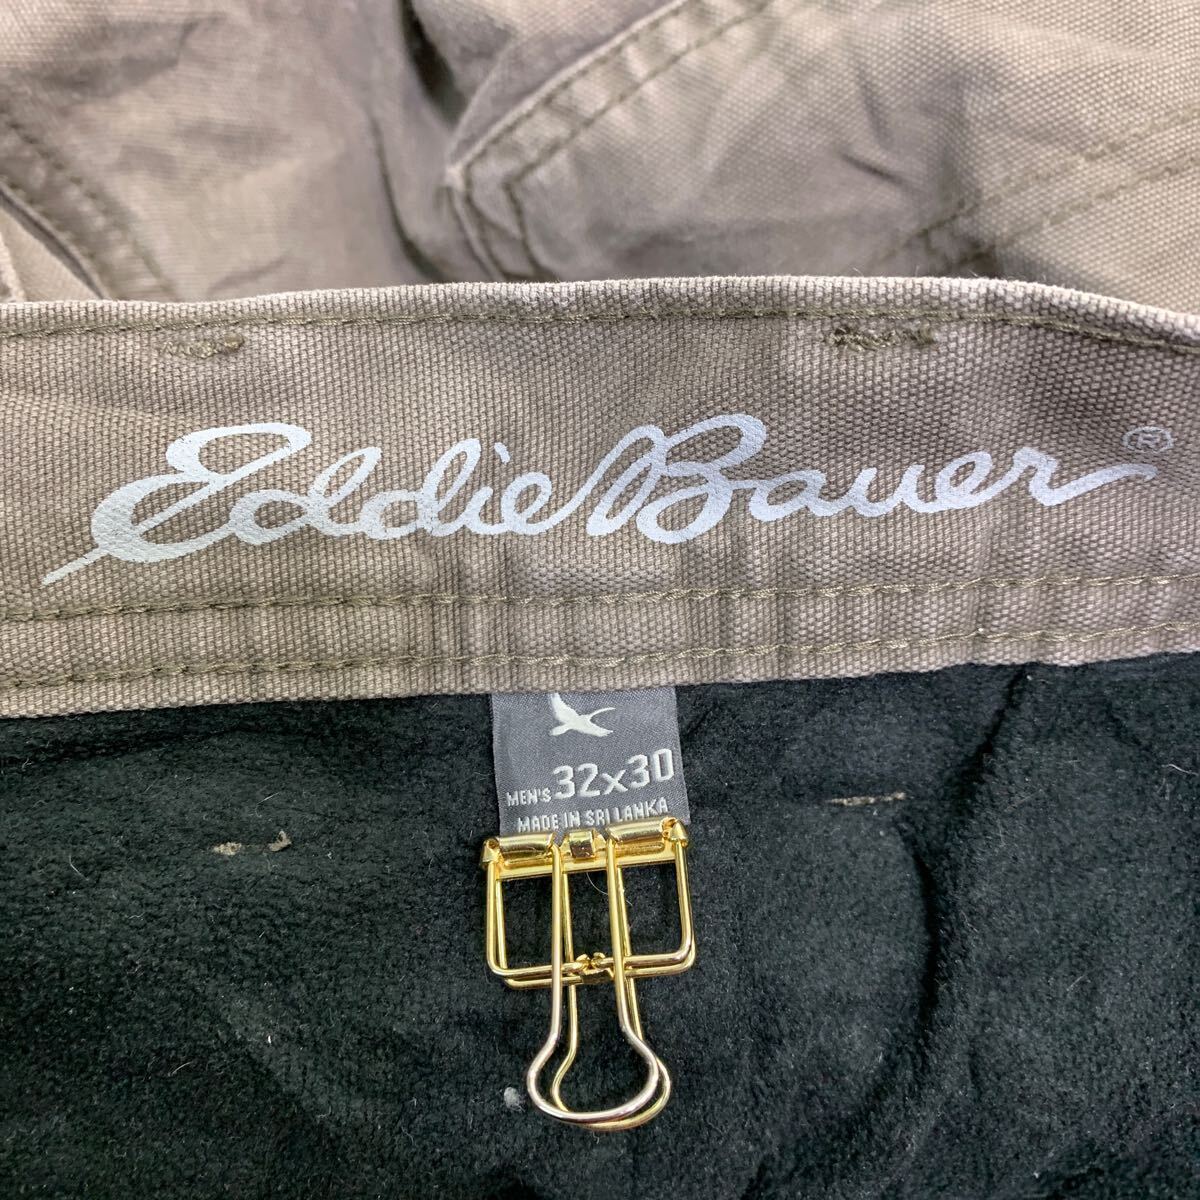 Eddie Bauer®
MEN'S 32x30
MADE IN SRI LANKA